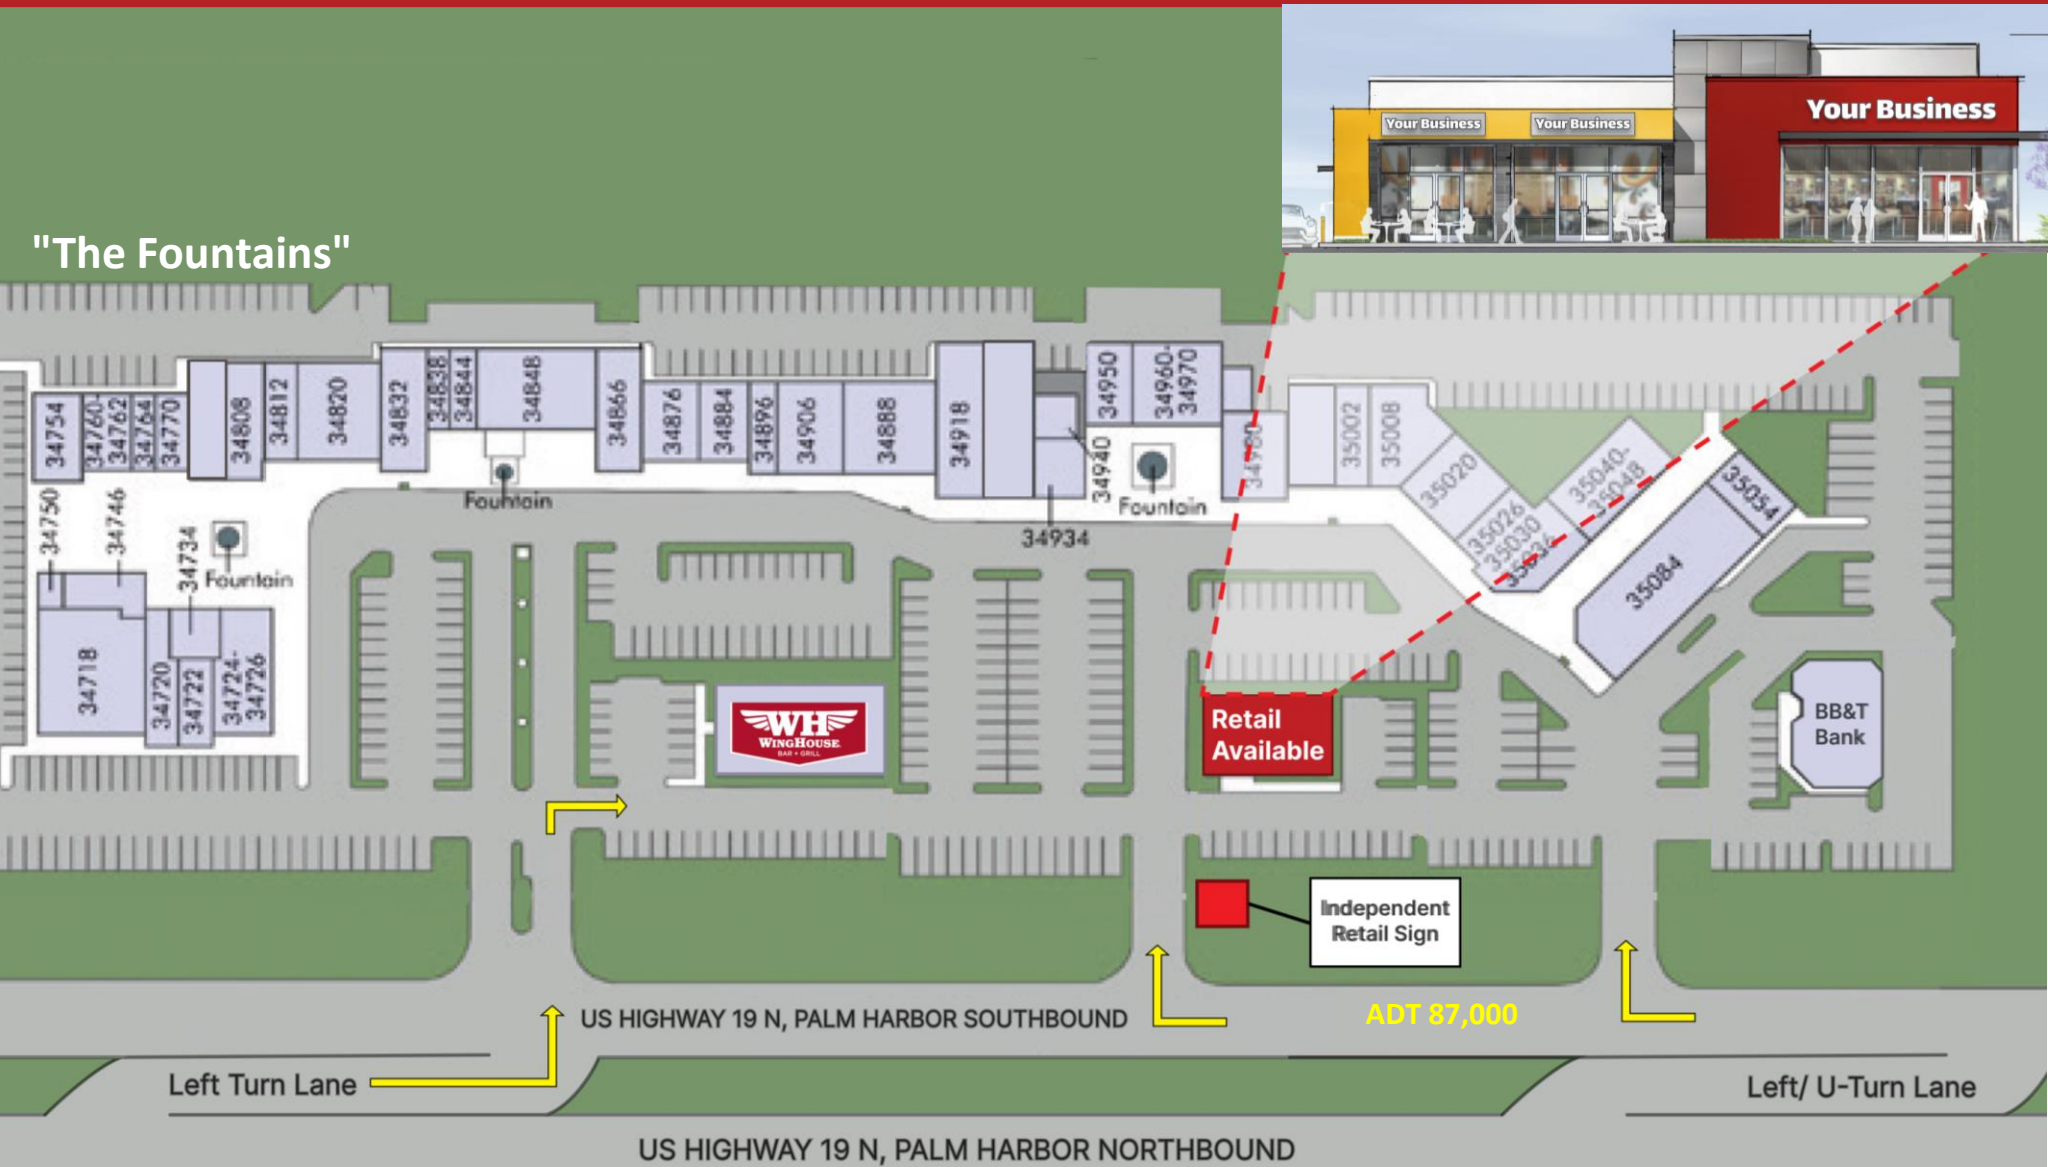 Your Business
Your Business
Your Business
"The Fountains"
34754
34760-
34762
34764
34770
34808
34812
34820
34832
34838
34844
34848
34866
34876
34884
34896
34906
34888
34918
34940
34950
34960-
34970
34980
35002
35008
35020
35026
35030
35036
35040-
35048
35054
35084
Fountain
Fountain
34934
34750
34746
34734
Fountain
34718
34720
34722
34724-
34726
WH
WINGHOUSE
BAR + GRILL
Retail
Available
BB&T
Bank
Independent
Retail Sign
US HIGHWAY 19 N, PALM HARBOR SOUTHBOUND
ADT 87,000
Left Turn Lane
Left/ U-Turn Lane
US HIGHWAY 19 N, PALM HARBOR NORTHBOUND